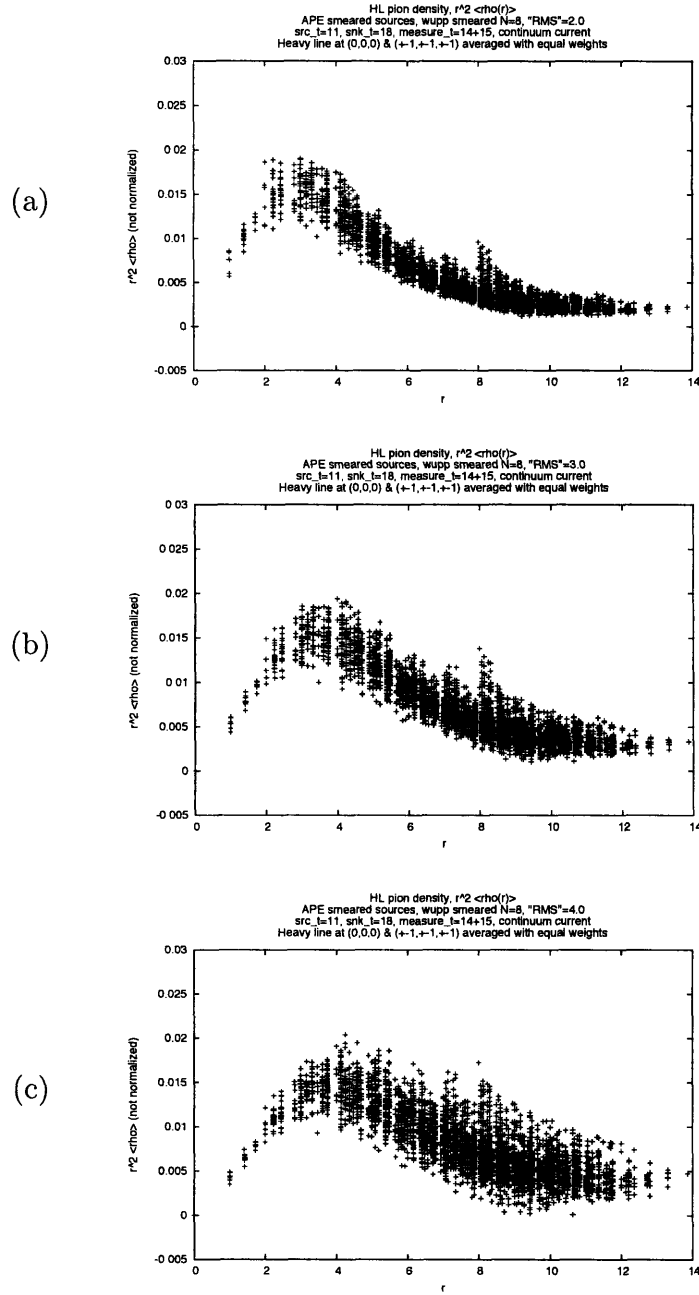 HL pion density, r^2 <rho(r)>
APE smeared sources, wupp smeared N=8, "RMS"=2.0
src_t=11, snk_t=18, measure_t=14+15, continuum current
Heavy line at (0,0,0) & (+-1,+-1,+-1) averaged with equal weights
0.03
0 025
0 02
0.015
0.01
0.005
0
-0.005
r^2 <rho> (not normalized)
(a)
0 2 4 6 8 10 12 14
r
HL pion density, r^2 <rho(r)>
APE smeared sources, wupp smeared N=8, "RMS"=3.0
src_t=11, snk_t=18, measure_t=14+15, continuum current
Heavy line at (0,0,0) & (+-1,+-1,+-1) averaged with equal weights
0.03
0 025
0.02
0.015
0.01
0.005
0
-0 005
r^2 <rho> (not normalized)
(b)
0 2 4 6 8 10 12 14
r
HL pion density, r^2 <rho(r)>
APE smeared sources, wupp smeared N=8, "RMS"=4.0
src_t=11, snk_t=18, measure_t=14+15, continuum current
Heavy line at (0,0,0) & (+-1,+-1,+-1) averaged with equal weights
0.03
0.025
0.02
0.015
0.01
0.005
0
-0 005
r^2 <rho> (not normalized)
(c)
0 2 4 6 8 10 12 14
r